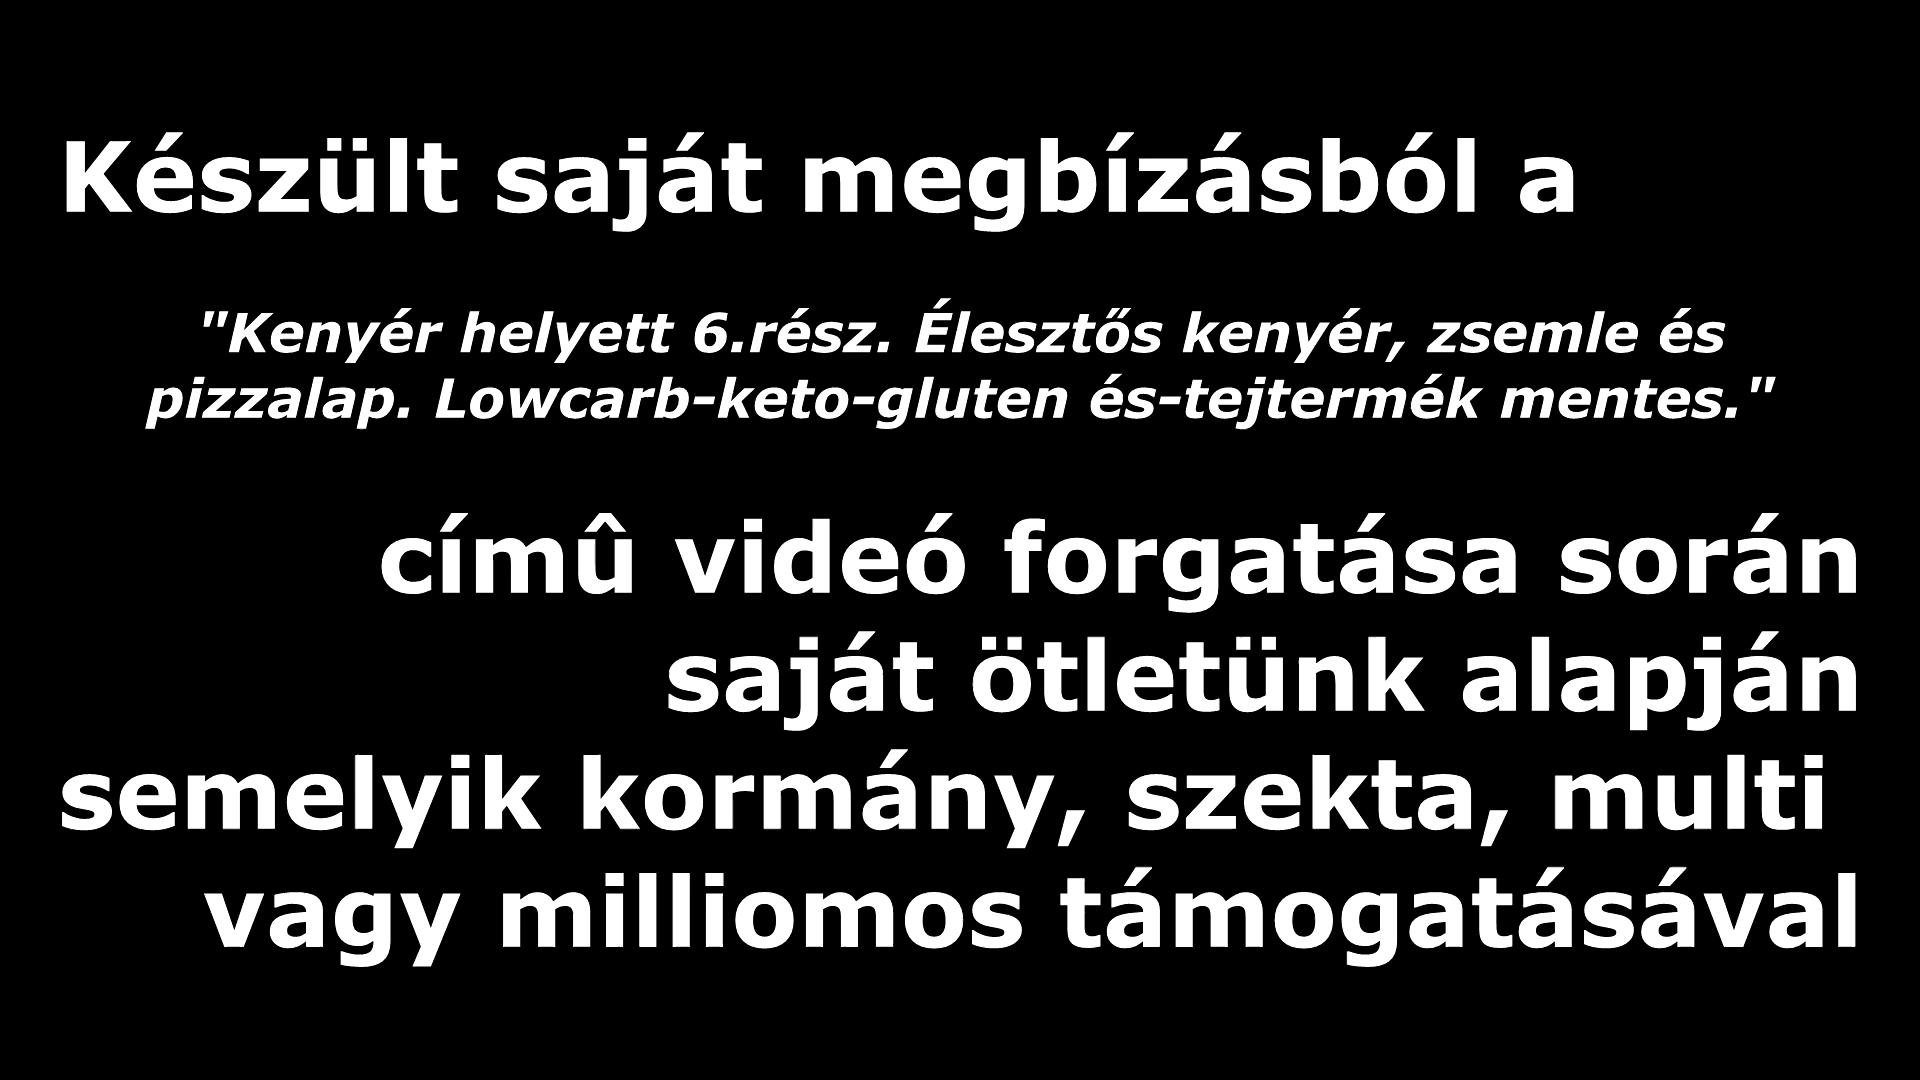 Készült saját megbízásból a
"Kenyér helyett 6.rész. Élesztős kenyér, zsemle és
pizzalap. Lowcarb-keto-gluten és-tejtermék mentes."
címû videó forgatása során
saját ötletünk alapján
semelyik kormány, szekta, multi
vagy milliomos támogatásával